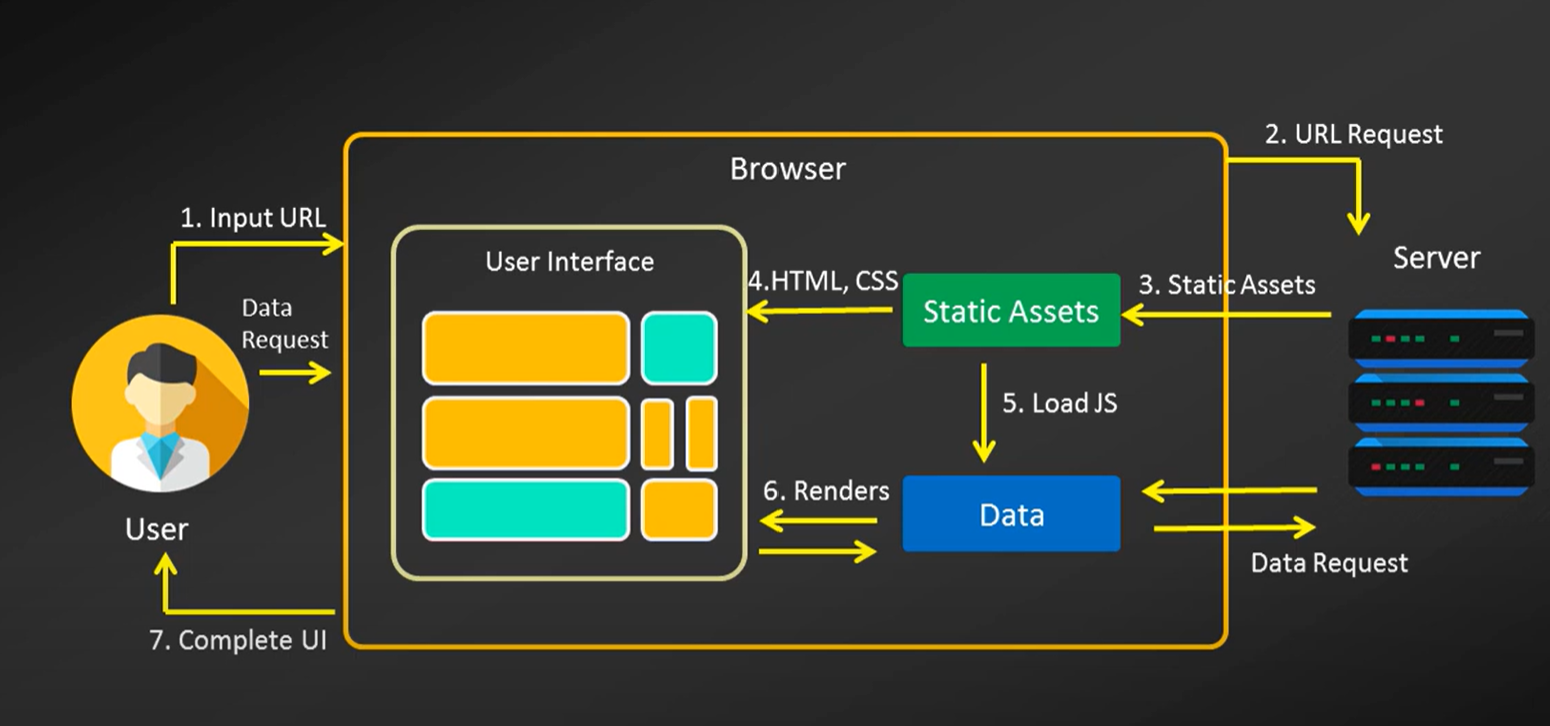 2. URL Request
Browser
1. Input URL
User Interface
Server
4.HTML, CSS
Static Assets
3. Static Assets
Data
Request
5. Load JS
6. Renders
Data
User
Data Request
7. Complete UI